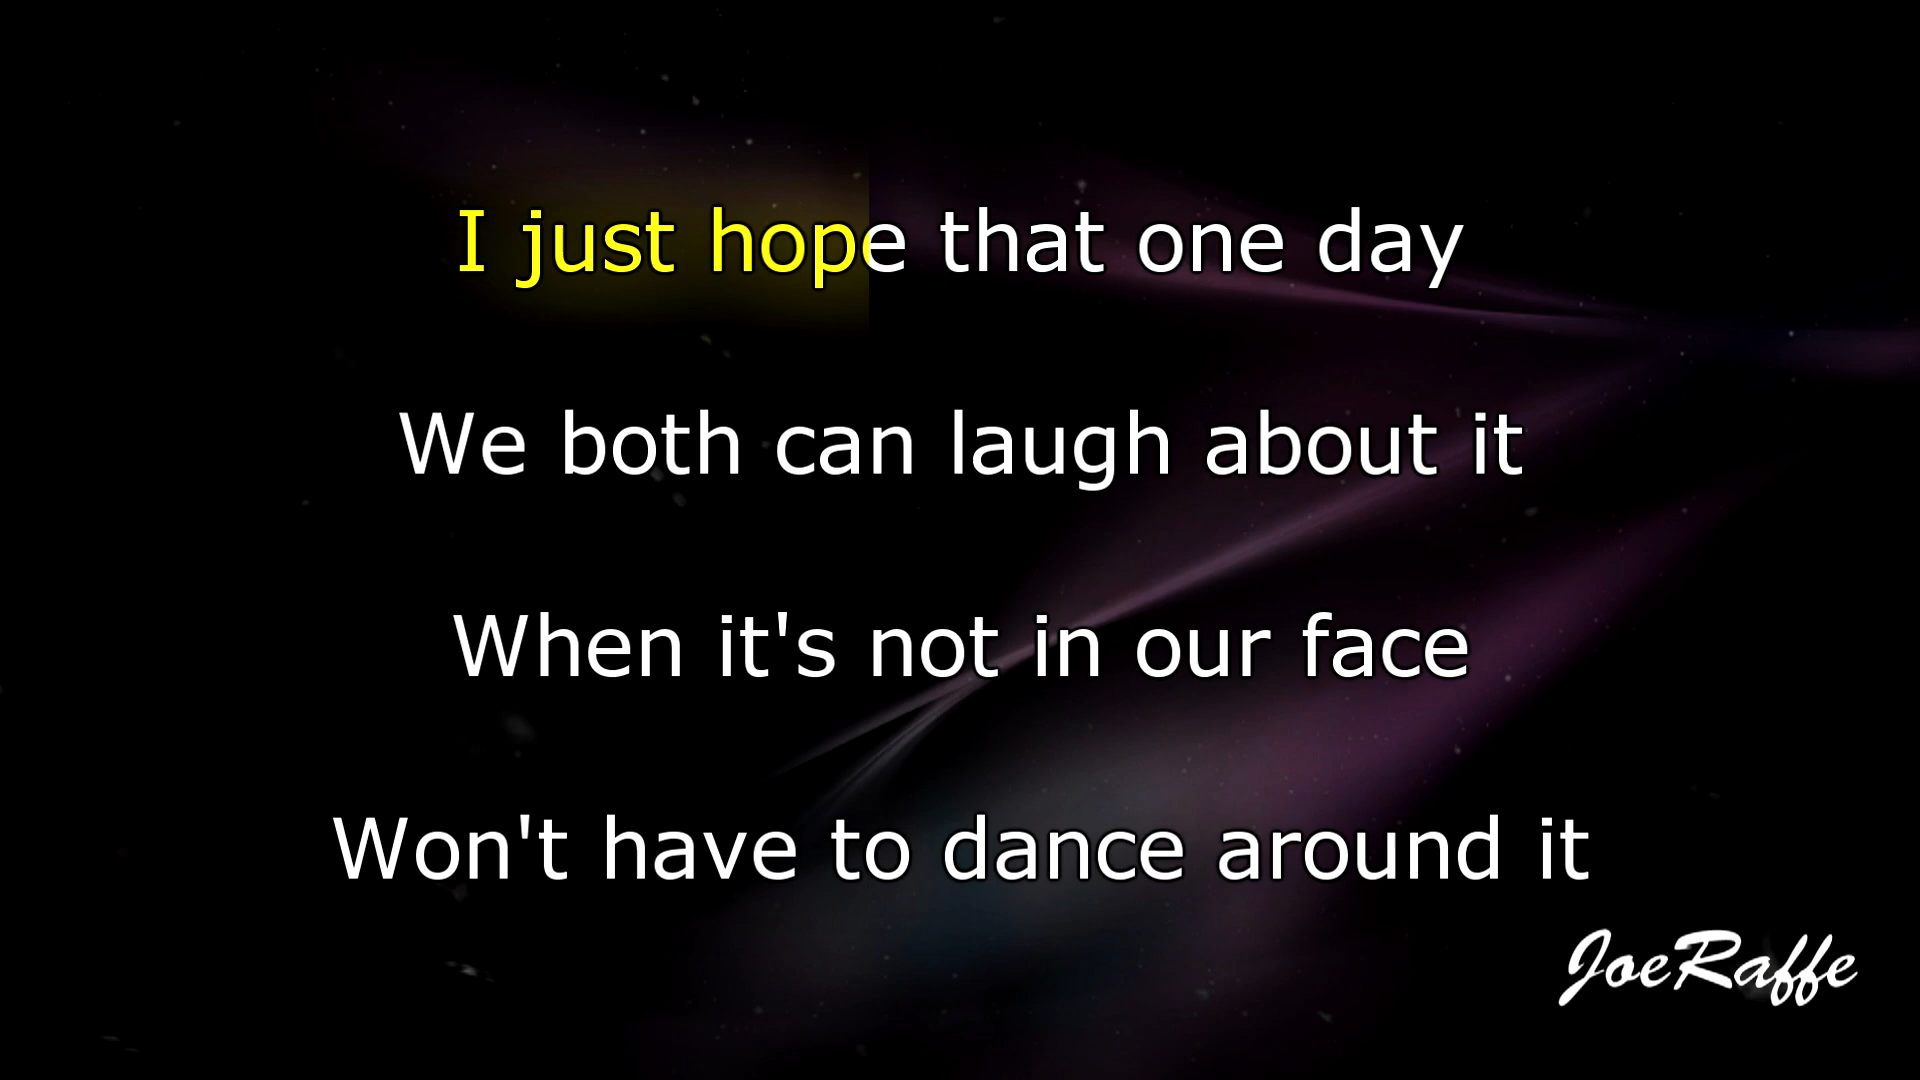 I just hope that one day
We both can laugh about it
When it's not in our face
Won't have to dance around it
JoeRaffe